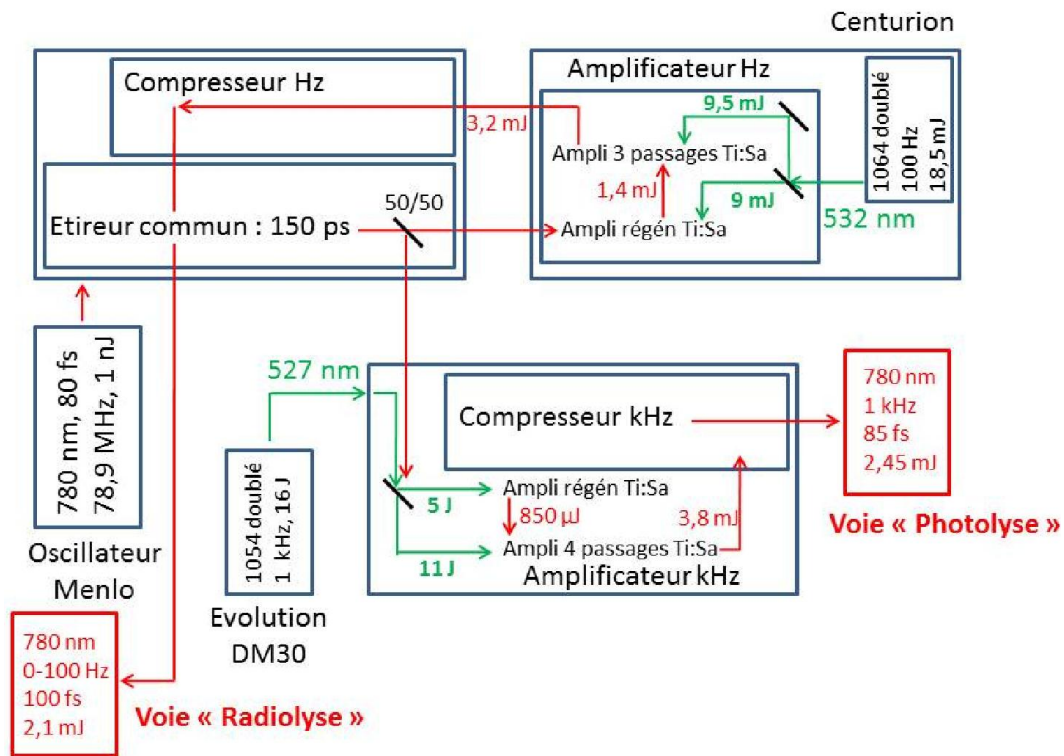 Centurion
Compresseur Hz
Amplificateur Hz
3,2 mJ
9,5 mJ
Ampli 3 passages Ti:Sa
1,4 mJ
9 mJ
Ampli régén Ti:Sa
1064 doublé
100 Hz
18,5 mJ
532 nm
50/50
Etireur commun : 150 ps
780 nm, 80 fs
78,9 MHz, 1 nJ
Oscillateur
Menlo
527 nm
1054 doublé
1 kHz, 16 J
Evolution
DM30
Compresseur kHz
5 J
Ampli régén Ti:Sa
850 µJ
3,8 mJ
11 J
Ampli 4 passages Ti:Sa
Amplificateur kHz
780 nm
1 kHz
85 fs
2,45 mJ
Voie « Photolyse »
780 nm
0-100 Hz
100 fs
2,1 mJ
Voie « Radiolyse »